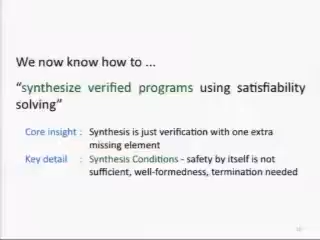 We now know how to ...
“synthesize verified programs using satisfiability
solving”
Core insight : Synthesis is just verification with one extra
missing element
Key detail : Synthesis Conditions - safety by itself is not
sufficient, well-formedness, termination needed